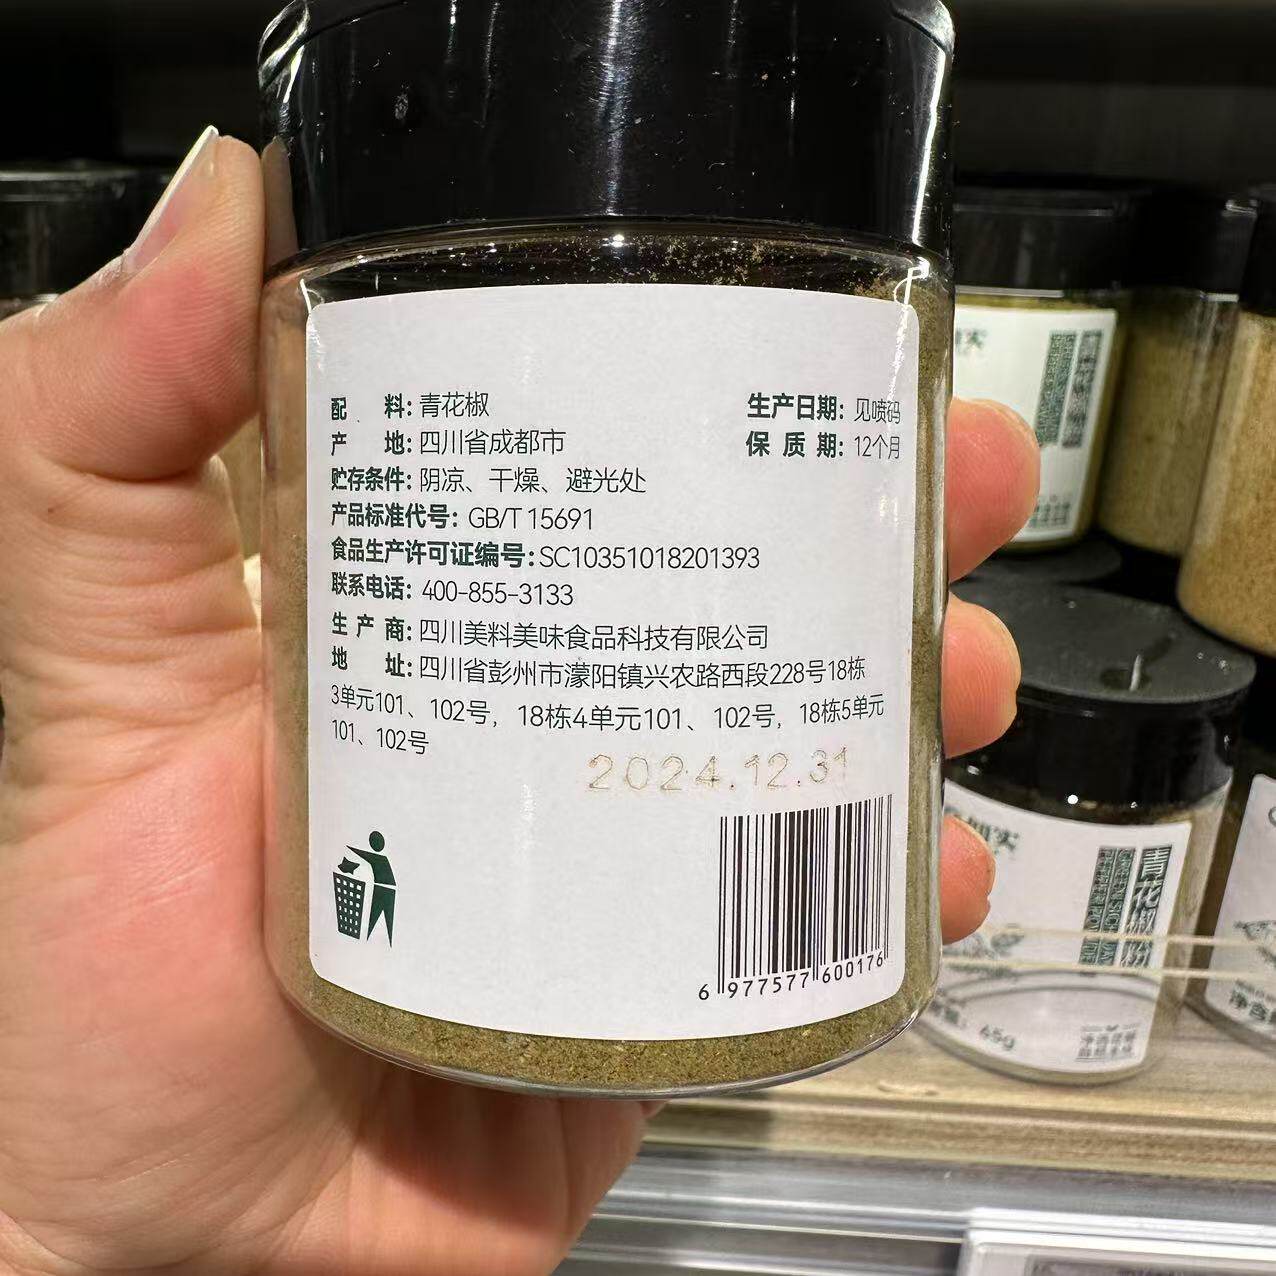 配 料: 青花椒
产 地: 四川省成都市
贮存条件: 阴凉、干燥、避光处
产品标准代号: GB/T 15691
食品生产许可证编号: SC10351018201393
联系电话: 400-855-3133
生产商: 四川美料美味食品科技有限公司
地 址: 四川省彭州市濛阳镇兴农路西段228号18栋
3单元101、102号, 18栋4单元101、102号, 18栋5单元
101、102号
生产日期: 见喷码
保质期: 12个月
2024.12.31
6 977577 600176
青花椒粉
65g
净含量